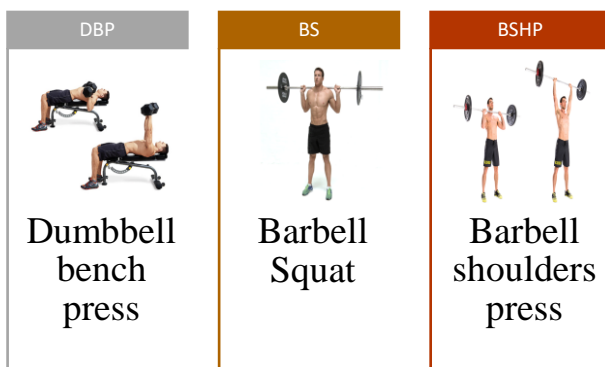 DBP
Dumbbell
bench
press
BS
Barbell
Squat
BSHP
Barbell
shoulders
press